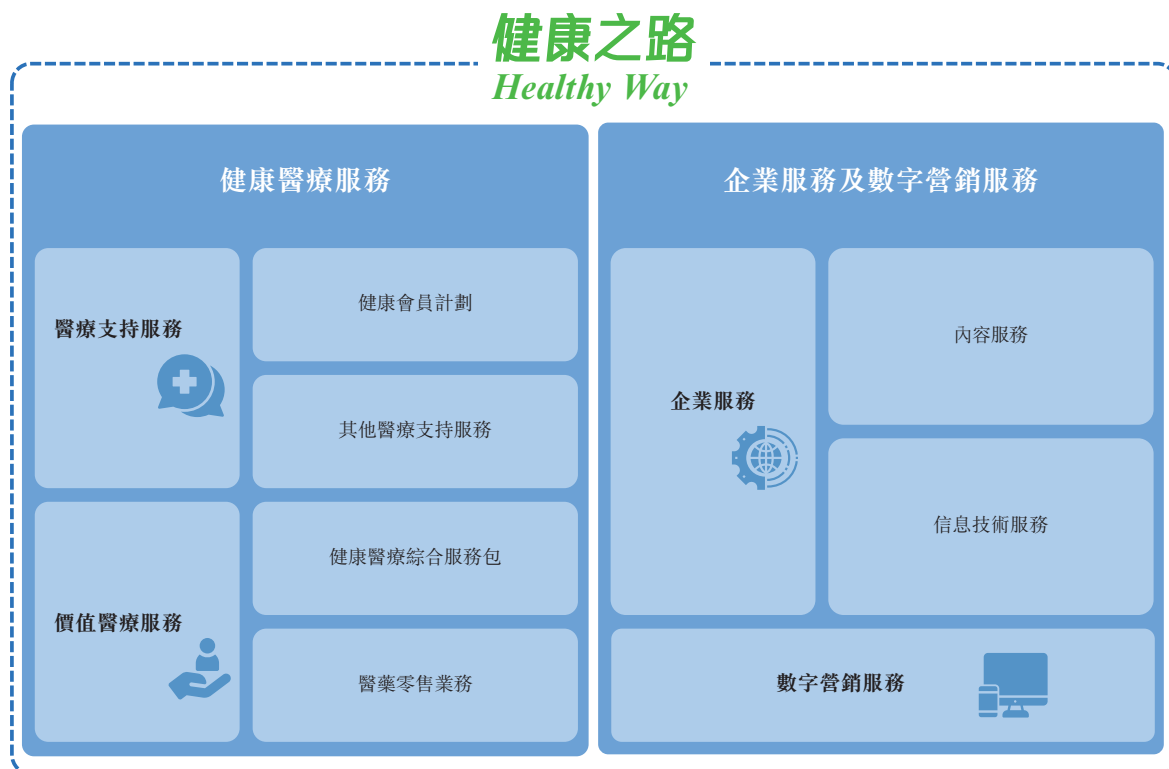 健康之路
Healthy Way
健康醫療服務
醫療支持服務
健康會員計劃
其他醫療支持服務
價值醫療服務
健康醫療綜合服務包
醫藥零售業務
企業服務及數字營銷服務
企業服務
內容服務
信息技術服務
數字營銷服務